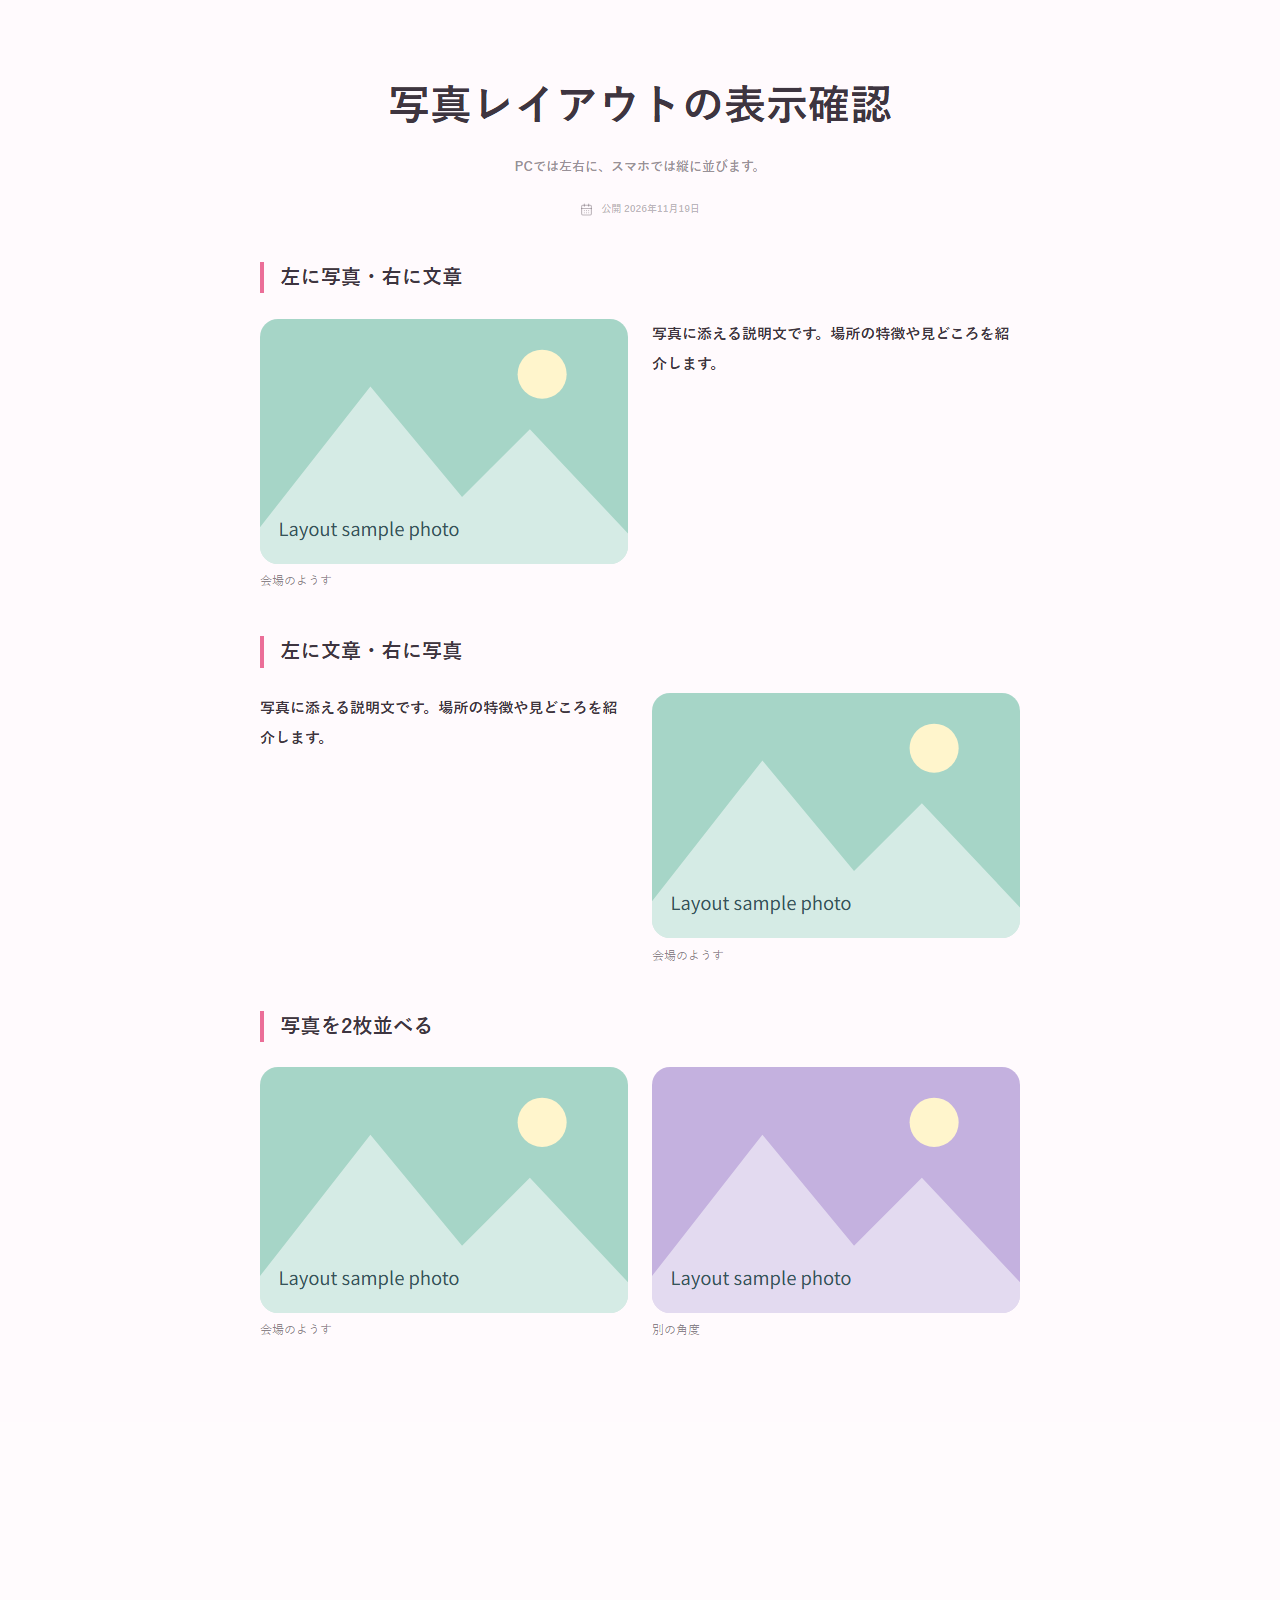 写真レイアウトの表示確認
PCでは左右に、スマホでは縦に並びます。
公開 2026年11月19日
左に写真・右に文章
写真に添える説明文です。場所の特徴や見どころを紹
介します。
Layout sample photo
会場のようす
左に文章・右に写真
写真に添える説明文です。場所の特徴や見どころを紹
介します。
Layout sample photo
会場のようす
写真を2枚並べる
Layout sample photo
会場のようす
Layout sample photo
別の角度